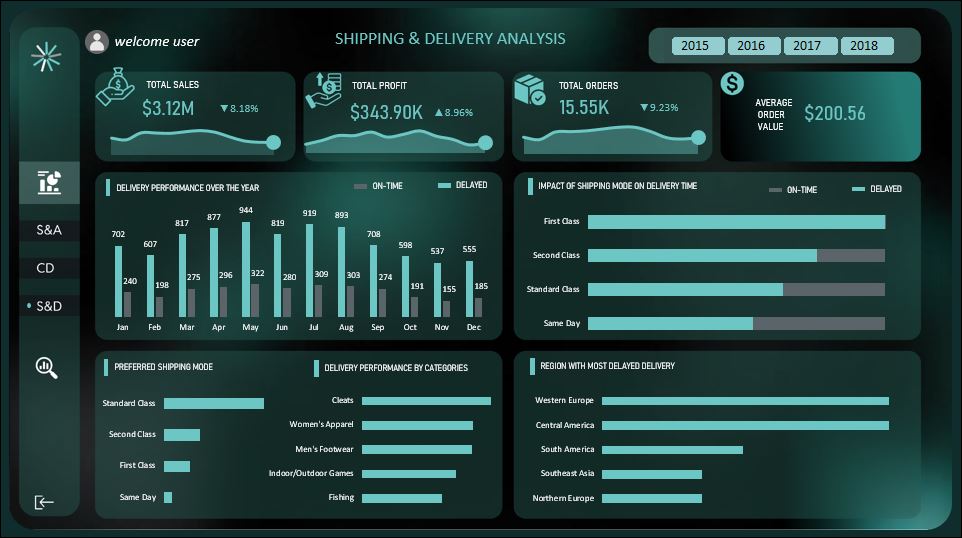 welcome user
SHIPPING & DELIVERY ANALYSIS
2015 2016 2017 2018
TOTAL SALES
$3.12M ▼8.18%
TOTAL PROFIT
$343.90K ▲8.96%
TOTAL ORDERS
15.55K ▼9.23%
AVERAGE
ORDER
VALUE
$200.56
S&A
CD
S&D
DELIVERY PERFORMANCE OVER THE YEAR
ON-TIME DELAYED
702 607 817 877 944 819 919 893 708 598 537 555
240 198 275 296 322 280 309 303 274 191 155 185
Jan Feb Mar Apr May Jun Jul Aug Sep Oct Nov Dec
IMPACT OF SHIPPING MODE ON DELIVERY TIME
ON-TIME DELAYED
First Class
Second Class
Standard Class
Same Day
PREFERRED SHIPPING MODE
Standard Class
Second Class
First Class
Same Day
DELIVERY PERFORMANCE BY CATEGORIES
Cleats
Women's Apparel
Men's Footwear
Indoor/Outdoor Games
Fishing
REGION WITH MOST DELAYED DELIVERY
Western Europe
Central America
South America
Southeast Asia
Northern Europe